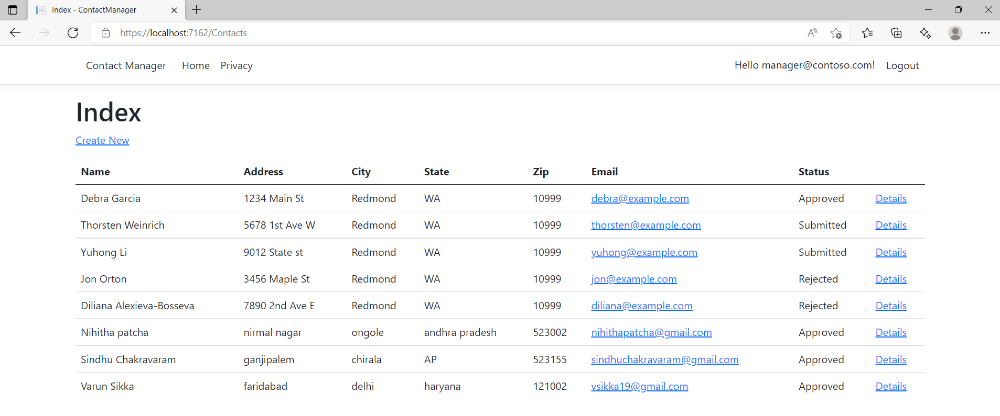 Index - ContactManager
https://localhost:7162/Contacts
Contact Manager Home Privacy Hello manager@contoso.com! Logout
Index
Create New
Name Address City State Zip Email Status
Debra Garcia 1234 Main St Redmond WA 10999 debra@example.com Approved Details
Thorsten Weinrich 5678 1st Ave W Redmond WA 10999 thorsten@example.com Submitted Details
Yuhong Li 9012 State st Redmond WA 10999 yuhong@example.com Submitted Details
Jon Orton 3456 Maple St Redmond WA 10999 jon@example.com Rejected Details
Diliana Alexieva-Bosseva 7890 2nd Ave E Redmond WA 10999 diliana@example.com Rejected Details
Nihitha patcha nirmal nagar ongole andhra pradesh 523002 nihithapatcha@gmail.com Approved Details
Sindhu Chakravaram ganjipalem chirala AP 523155 sindhuchakravaram@gmail.com Approved Details
Varun Sikka faridabad delhi haryana 121002 vsikka19@gmail.com Approved Details